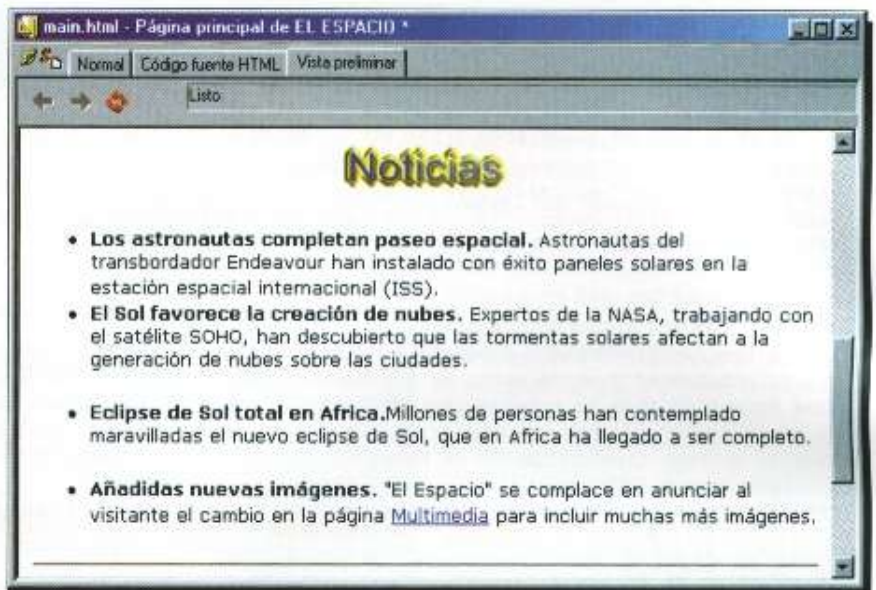 main.html - Página principal de EL ESPACIO *
Normal Código fuente HTML Vista preliminar
Listo
Noticias
• Los astronautas completan paseo espacial. Astronautas del
transbordador Endeavour han instalado con éxito paneles solares en la
estación espacial internacional (ISS).
• El Sol favorece la creación de nubes. Expertos de la NASA, trabajando con
el satélite SOHO, han descubierto que las tormentas solares afectan a la
generación de nubes sobre las ciudades.
• Eclipse de Sol total en Africa.Millones de personas han contemplado
maravilladas el nuevo eclipse de Sol, que en Africa ha llegado a ser completo.
• Añadidas nuevas imágenes. "El Espacio" se complace en anunciar al
visitante el cambio en la página Multimedia para incluir muchas más imágenes.